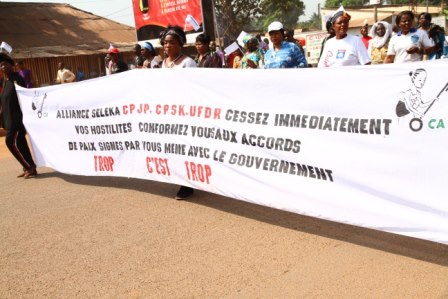 ALLIANCE SELEKA CPJP. CPSK.UFDR CESSEZ IMMEDIATEMENT
VOS HOSTILITES CONFORMEZ VOUS AUX ACCORDS
DE PAIX SIGNES PAR VOUS MEME AVEC LE GOUVERNEMENT
TROP C'EST TROP
CA